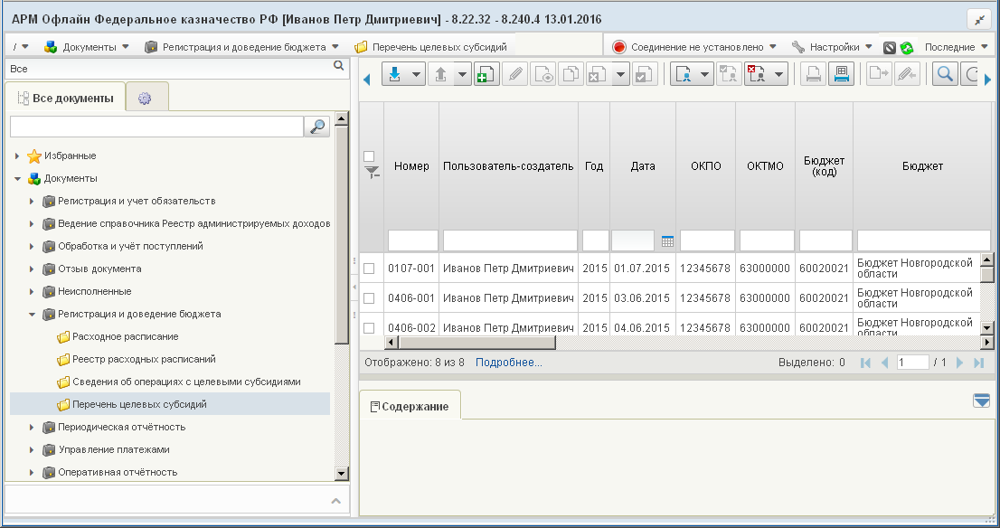 АРМ Офлайн Федеральное казначество РФ [Иванов Петр Дмитриевич] - 8.22.32 - 8.240.4 13.01.2016
/ Документы Регистрация и доведение бюджета Перечень целевых субсидий Соединение не установлено Настройки Последние
Все
Все документы
Избранные
Документы
Регистрация и учет обязательств
Ведение справочника Реестр администрируемых доходов
Обработка и учёт поступлений
Отзыв документа
Неисполненные
Регистрация и доведение бюджета
Расходное расписание
Реестр расходных расписаний
Сведения об операциях с целевыми субсидиями
Перечень целевых субсидий
Периодическая отчётность
Управление платежами
Оперативная отчётность
Номер Пользователь-создатель Год Дата ОКПО ОКТМО Бюджет (код) Бюджет
0107-001 Иванов Петр Дмитриевич 2015 01.07.2015 12345678 63000000 60020021 Бюджет Новгородской области
0406-001 Иванов Петр Дмитриевич 2015 03.06.2015 12345678 63000000 60020021 Бюджет Новгородской области
0406-002 Иванов Петр Дмитриевич 2015 04.06.2015 12345678 63000000 60020021 Бюджет Новгородской области
Отображено: 8 из 8 Подробнее... Выделено: 0 1 / 1
Содержание